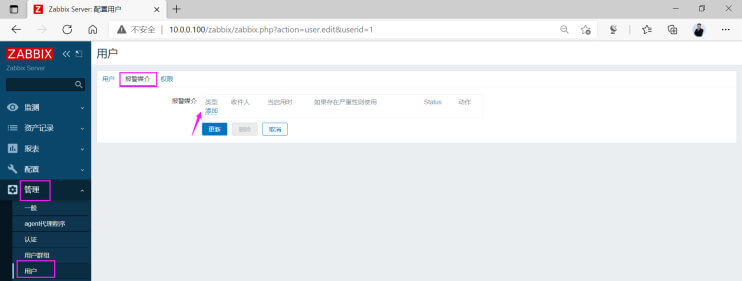 Zabbix Server: 配置用户
不安全 10.0.0.100/zabbix/zabbix.php?action=user.edit&userid=1
ZABBIX
Zabbix Server
用户
用户 报警媒介 权限
报警媒介 类型 收件人 当启用时 如果存在严重性则使用 Status 动作
添加
更新 删除 取消
监测
资产记录
报表
配置
管理
一般
agent代理程序
认证
用户群组
用户